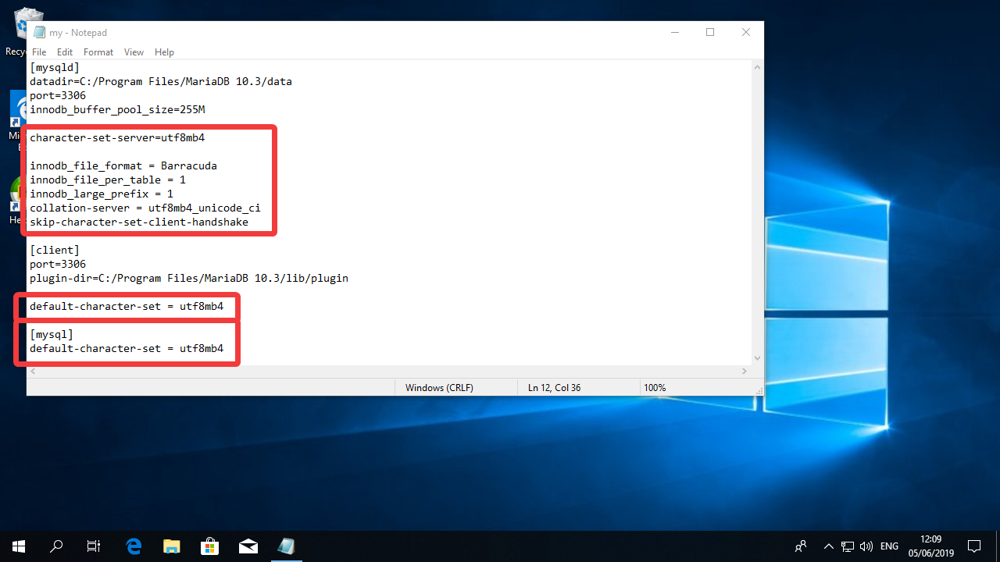 Recyc
my - Notepad
File Edit Format View Help
[mysqld]
datadir=C:/Program Files/MariaDB 10.3/data
port=3306
innodb_buffer_pool_size=255M
character-set-server=utf8mb4
innodb_file_format = Barracuda
innodb_file_per_table = 1
innodb_large_prefix = 1
collation-server = utf8mb4_unicode_ci
skip-character-set-client-handshake
[client]
port=3306
plugin-dir=C:/Program Files/MariaDB 10.3/lib/plugin
default-character-set = utf8mb4
[mysql]
default-character-set = utf8mb4
Windows (CRLF) Ln 12, Col 36 100%
ENG
12:09
05/06/2019